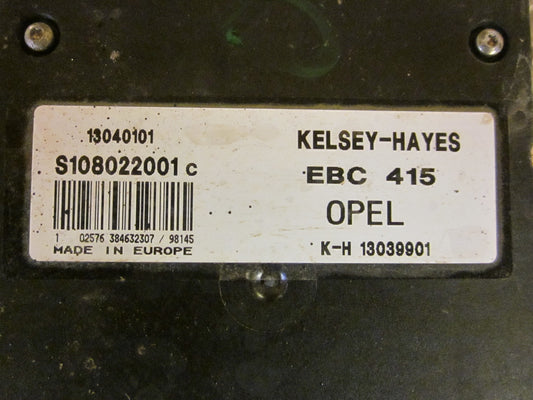 13040101
S108022001 C
1 02576 384632307 / 98145
MADE IN EUROPE
KELSEY-HAYES
EBC 415
OPEL
K-H 13039901